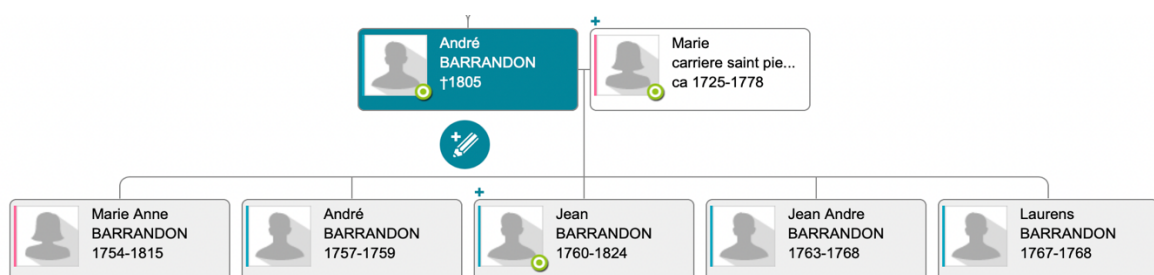 André
BARRANDON
†1805
Marie
carriere saint pie...
ca 1725-1778
Marie Anne
BARRANDON
1754-1815
André
BARRANDON
1757-1759
Jean
BARRANDON
1760-1824
Jean Andre
BARRANDON
1763-1768
Laurens
BARRANDON
1767-1768